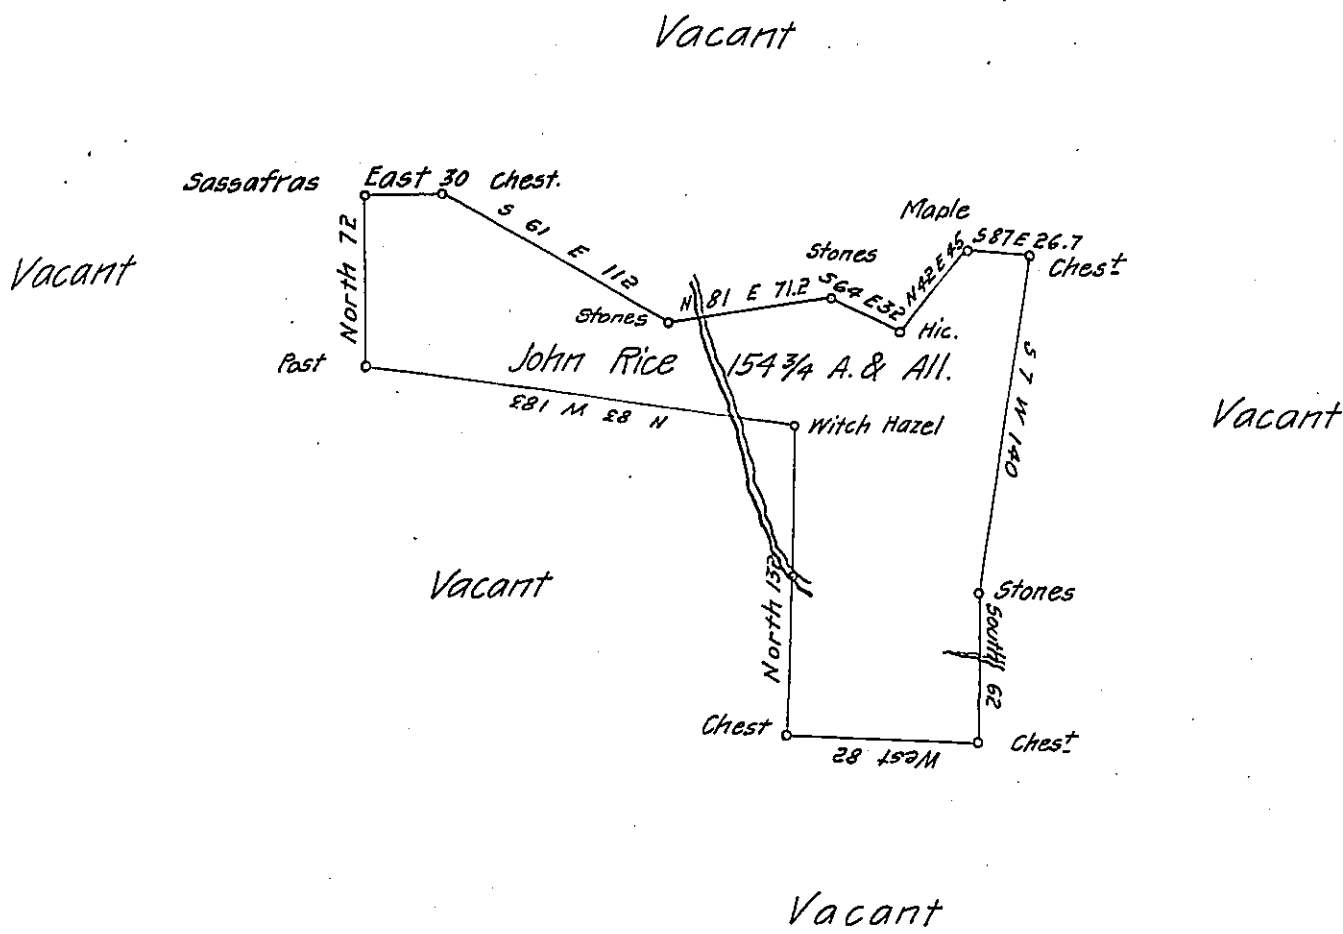 Vacant
Sassafras East 30 Chest.
S 61 E 112
North 72
Vacant
Maple
S 87 E 26.7
Chest
Stones
N 42 E 45
S 64 E 32
N 81 E 71.2
Stones
Hic.
Post
John Rice 154 3/4 A. & All.
S 7 W 140
Vacant
N 83 W 183
Witch Hazel
Vacant
North 132
Stones
South 62
Chest
West 82
Chest
Vacant